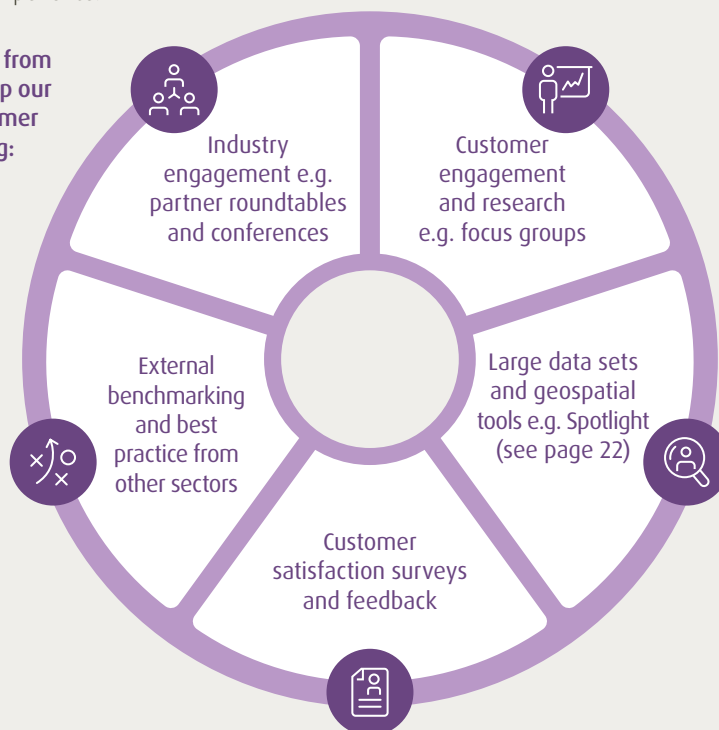 from
p our
mer
g:
Industry
engagement e.g.
partner roundtables
and conferences
Customer
engagement
and research
e.g. focus groups
Large data sets
and geospatial
tools e.g. Spotlight
(see page 22)
Customer
satisfaction surveys
and feedback
External
benchmarking
and best
practice from
other sectors